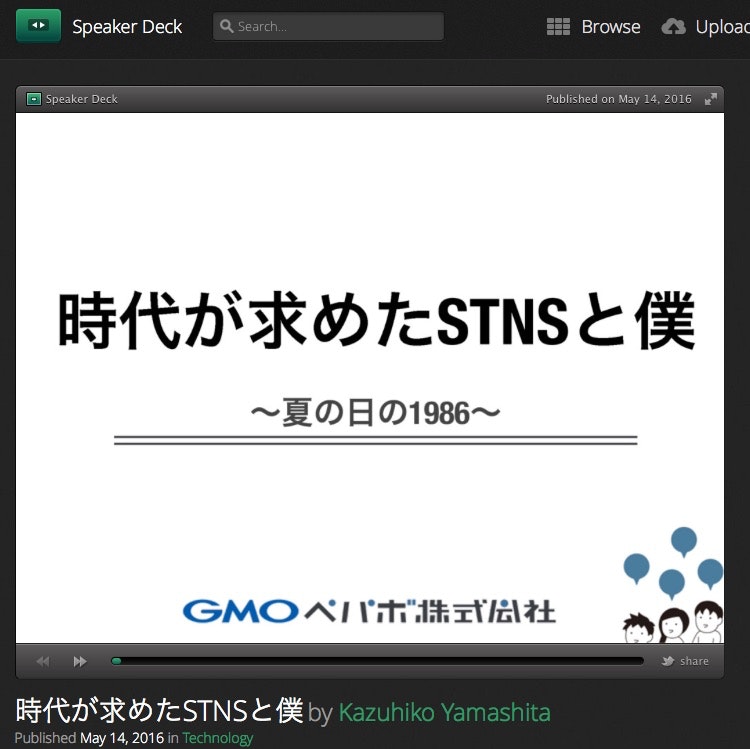 Speaker Deck
Search...
Browse
Upload
Speaker Deck
Published on May 14, 2016
時代が求めたSTNSと僕
〜夏の日の1986〜
GMOペパボ株式会社
share
時代が求めたSTNSと僕 by Kazuhiko Yamashita
Published May 14, 2016 in Technology